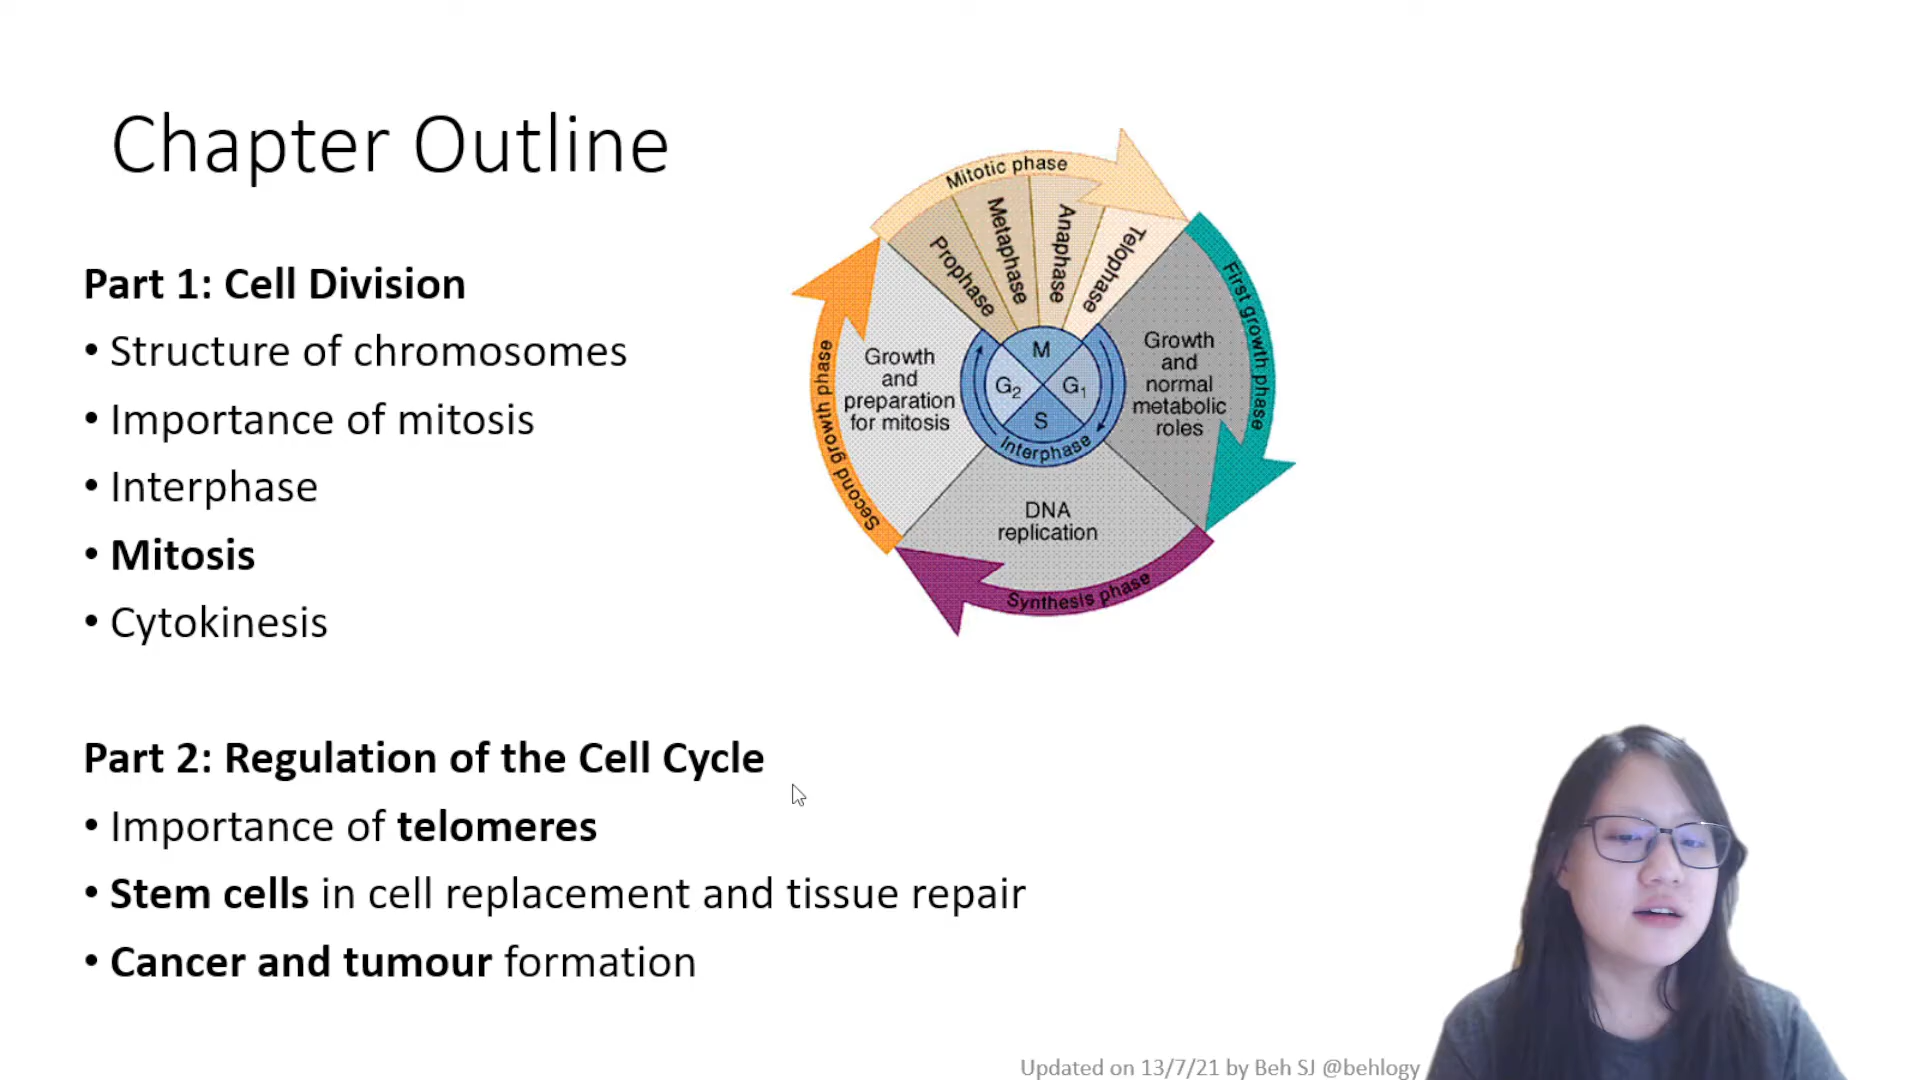 Chapter Outline
Part 1: Cell Division
• Structure of chromosomes
• Importance of mitosis
• Interphase
• Mitosis
• Cytokinesis
Part 2: Regulation of the Cell Cycle
• Importance of telomeres
• Stem cells in cell replacement and tissue repair
• Cancer and tumour formation
Mitotic phase
Prophase
Metaphase
Anaphase
Telophase
First growth phase
Growth
and
normal
metabolic
roles
Synthesis phase
DNA
replication
Second growth phase
Growth
and
preparation
for mitosis
M
G₁
S
G₂
Interphase
Updated on 13/7/21 by Beh SJ @behlogy